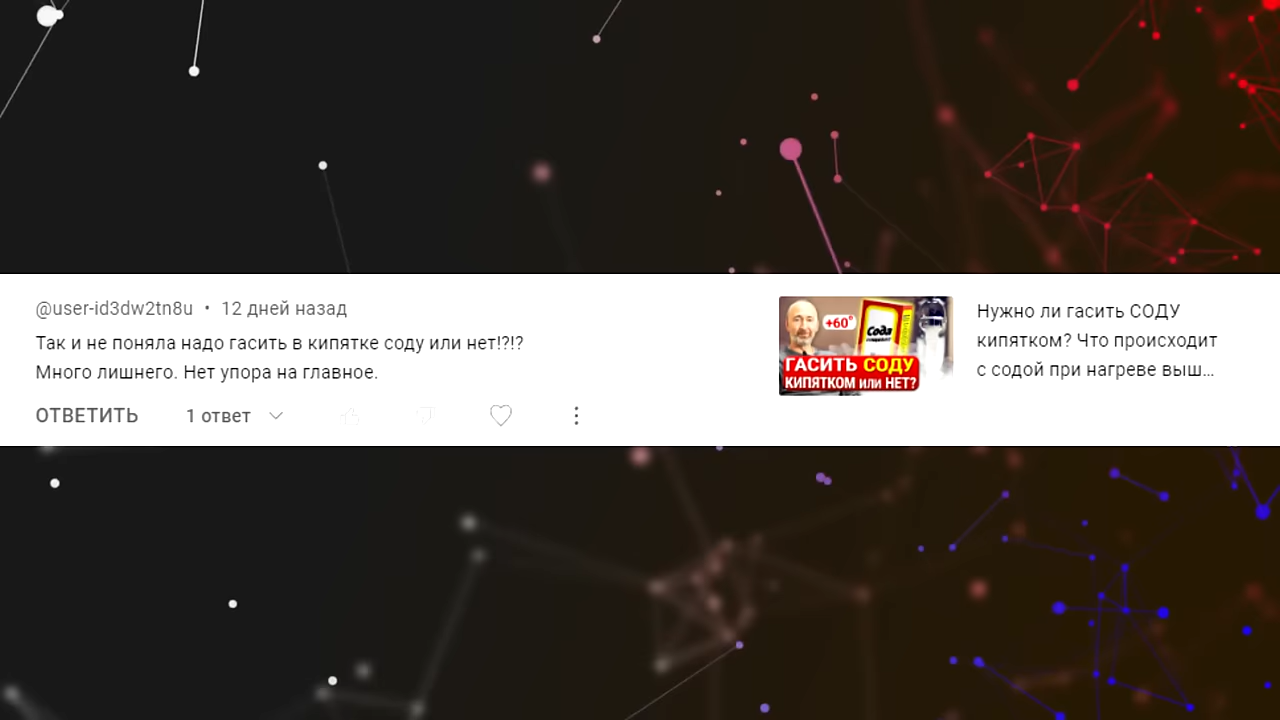 @user-id3dw2tn8u • 12 дней назад
Так и не поняла надо гасить в кипятке соду или нет!?!?
Много лишнего. Нет упора на главное.
ОТВЕТИТЬ 1 ответ
+60°
Сода
ГАСИТЬ СОДУ
КИПЯТКОМ или НЕТ?
Нужно ли гасить СОДУ
кипятком? Что происходит
с содой при нагреве выш...